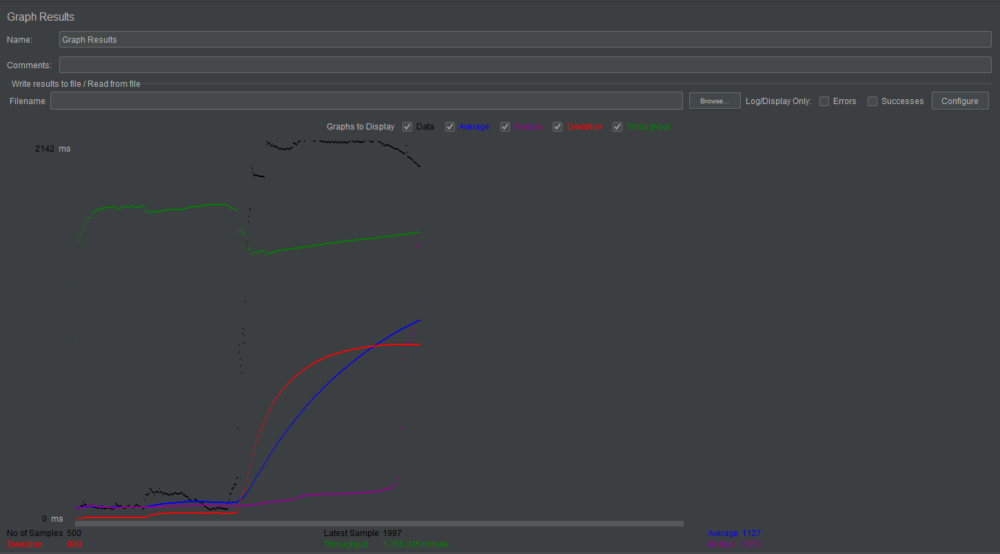 Graph Results
Name: Graph Results
Comments:
Write results to file / Read from file
Filename Browse... Log/Display Only: Errors Successes Configure
Graphs to Display Data Average Median Deviation Throughput
2142 ms
0 ms
No of Samples 500 Latest Sample 1997 Average 1127
Deviation Throughput 1,366.245/minute Median